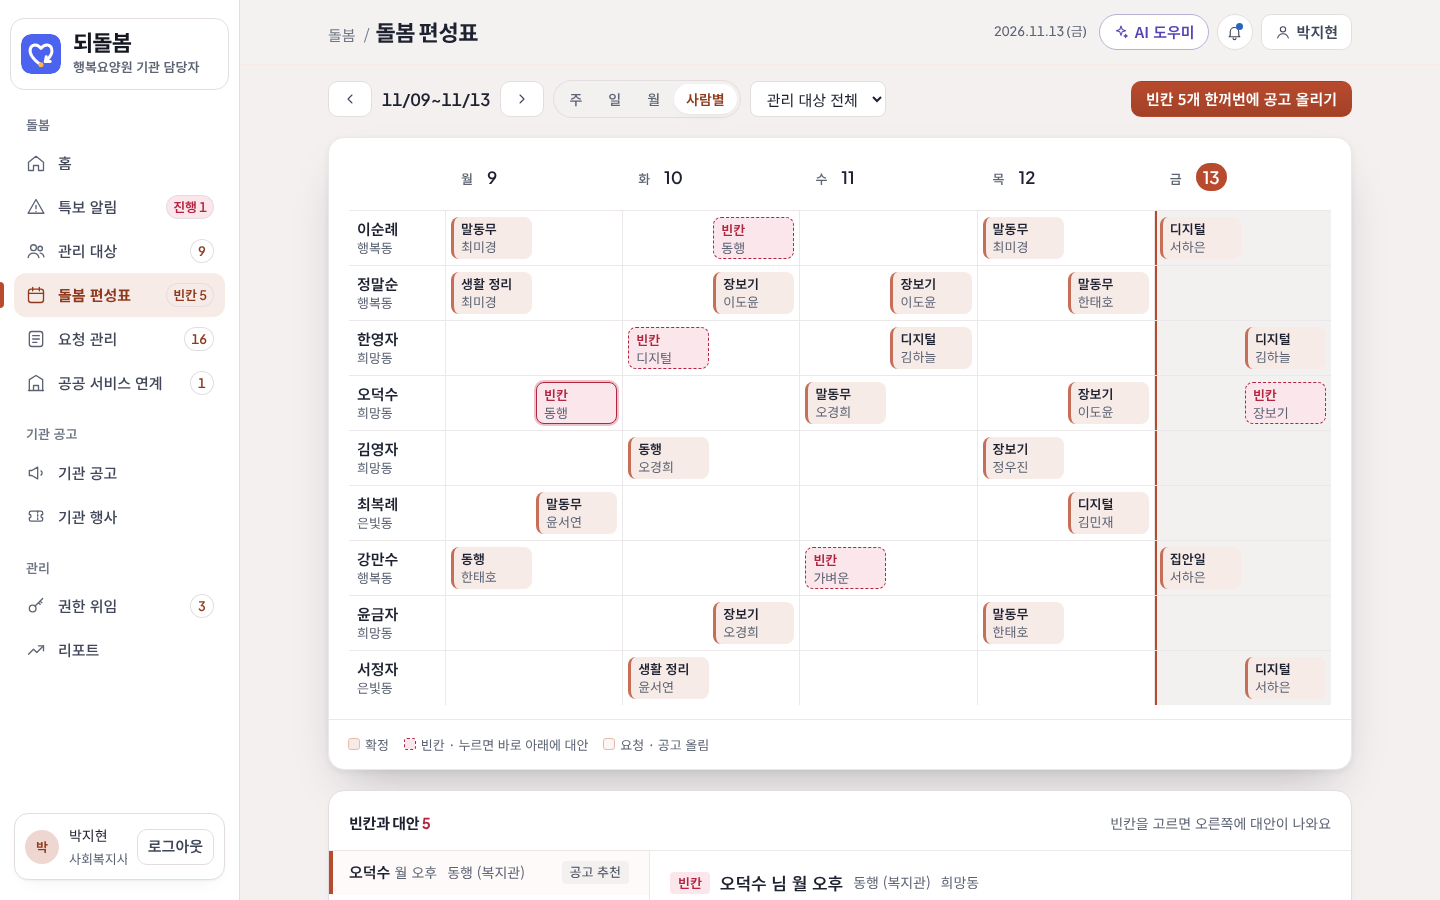 되돌봄
행복요양원 기관 담당자
돌봄
홈
특보 알림 진행 1
관리 대상 9
돌봄 편성표 빈칸 5
요청 관리 16
공공 서비스 연계 1
기관 공고
기관 공고
기관 행사
관리
권한 위임 3
리포트
박 박지현 사회복지사 로그아웃
돌봄 / 돌봄 편성표
2026.11.13(금) AI 도우미 박지현
11/09~11/13 주 일 월 사람별 관리 대상 전체
빈칸 5개 한꺼번에 공고 올리기
월 9 화 10 수 11 목 12 금 13
이순례 말동무 빈칸 말동무 디지털
행복동 최미경 동행 최미경 서하은
정말순 생활 정리 장보기 장보기 말동무
행복동 최미경 이도윤 이도윤 한태호
한영자 빈칸 디지털 디지털
희망동 디지털 김하늘 김하늘
오덕수 빈칸 말동무 장보기 빈칸
희망동 동행 오경희 이도윤 장보기
김영자 동행 장보기
희망동 오경희 정우진
최복례 말동무 디지털
은빛동 윤서연 김민재
강만수 동행 빈칸 집안일
행복동 한태호 가벼운 서하은
윤금자 장보기 말동무
희망동 오경희 한태호
서정자 생활 정리 디지털
은빛동 윤서연 서하은
확정 빈칸 · 누르면 바로 아래에 대안 요청 · 공고 올림
빈칸과 대안 5
빈칸을 고르면 오른쪽에 대안이 나와요
오덕수 월 오후 동행 (복지관) 공고 추천
빈칸 오덕수 님 월 오후 동행 (복지관) 희망동